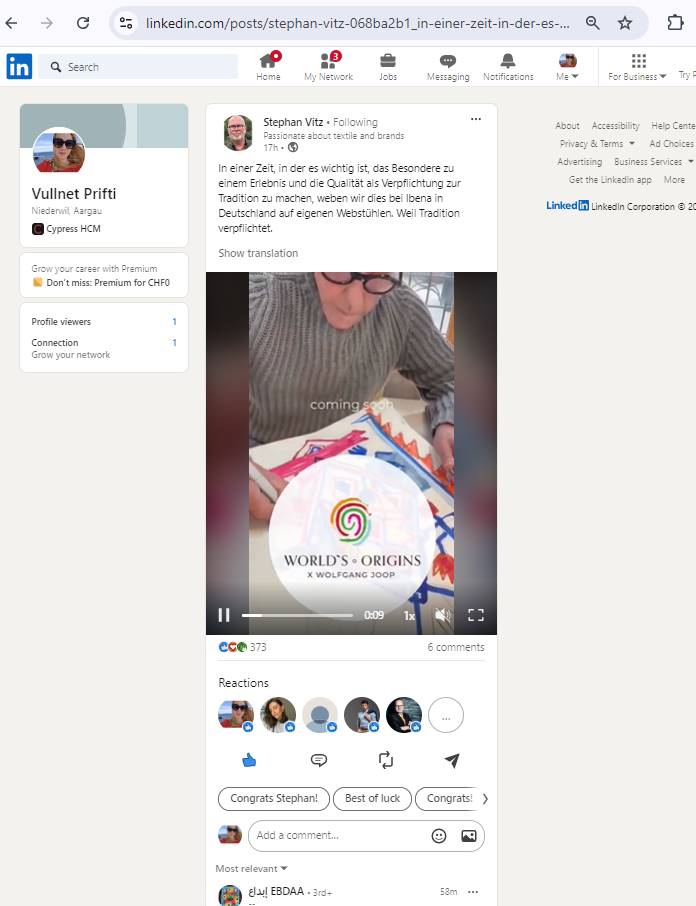 linkedin.com/posts/stephan-vitz-068ba2b1_in-einer-zeit-in-der-es-...
in
Search
Home
3
My Network
Jobs
Messaging
Notifications
Me
For Business
Try P
Vullnet Prifti
Niederwil, Aargau
Cypress HCM
Grow your career with Premium
Don't miss: Premium for CHF0
Profile viewers 1
Connection 1
Grow your network
Stephan Vitz • Following
Passionate about textile and brands
17h •
In einer Zeit, in der es wichtig ist, das Besondere zu
einem Erlebnis und die Qualität als Verpflichtung zur
Tradition zu machen, weben wir dies bei Ibena in
Deutschland auf eigenen Webstühlen. Weil Tradition
verpflichtet.
Show translation
coming soon
WORLD`S ORIGINS
X WOLFGANG JOOP
0:09 1x
373 6 comments
Reactions
...
Congrats Stephan! Best of luck Congrats!
Add a comment...
Most relevant
إبداع EBDAA • 3rd+ 58m
About Accessibility Help Cente
Privacy & Terms Ad Choices
Advertising Business Services
Get the LinkedIn app More
LinkedIn LinkedIn Corporation © 20